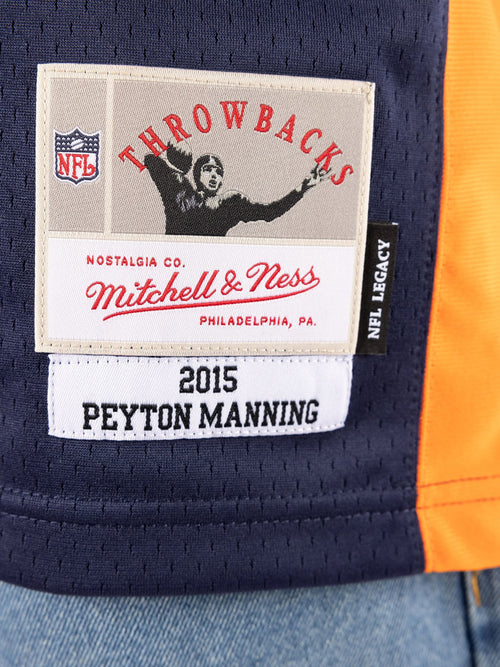 THROWBACKS
NFL
NOSTALGIA CO.
Mitchell & Ness
PHILADELPHIA, PA.
NFL LEGACY
2015
PEYTON MANNING